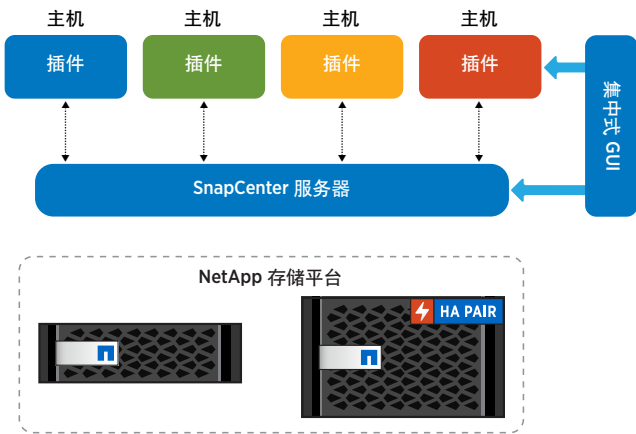 主机 主机 主机 主机
插件 插件 插件 插件
集中式 GUI
SnapCenter 服务器
NetApp 存储平台
HA PAIR